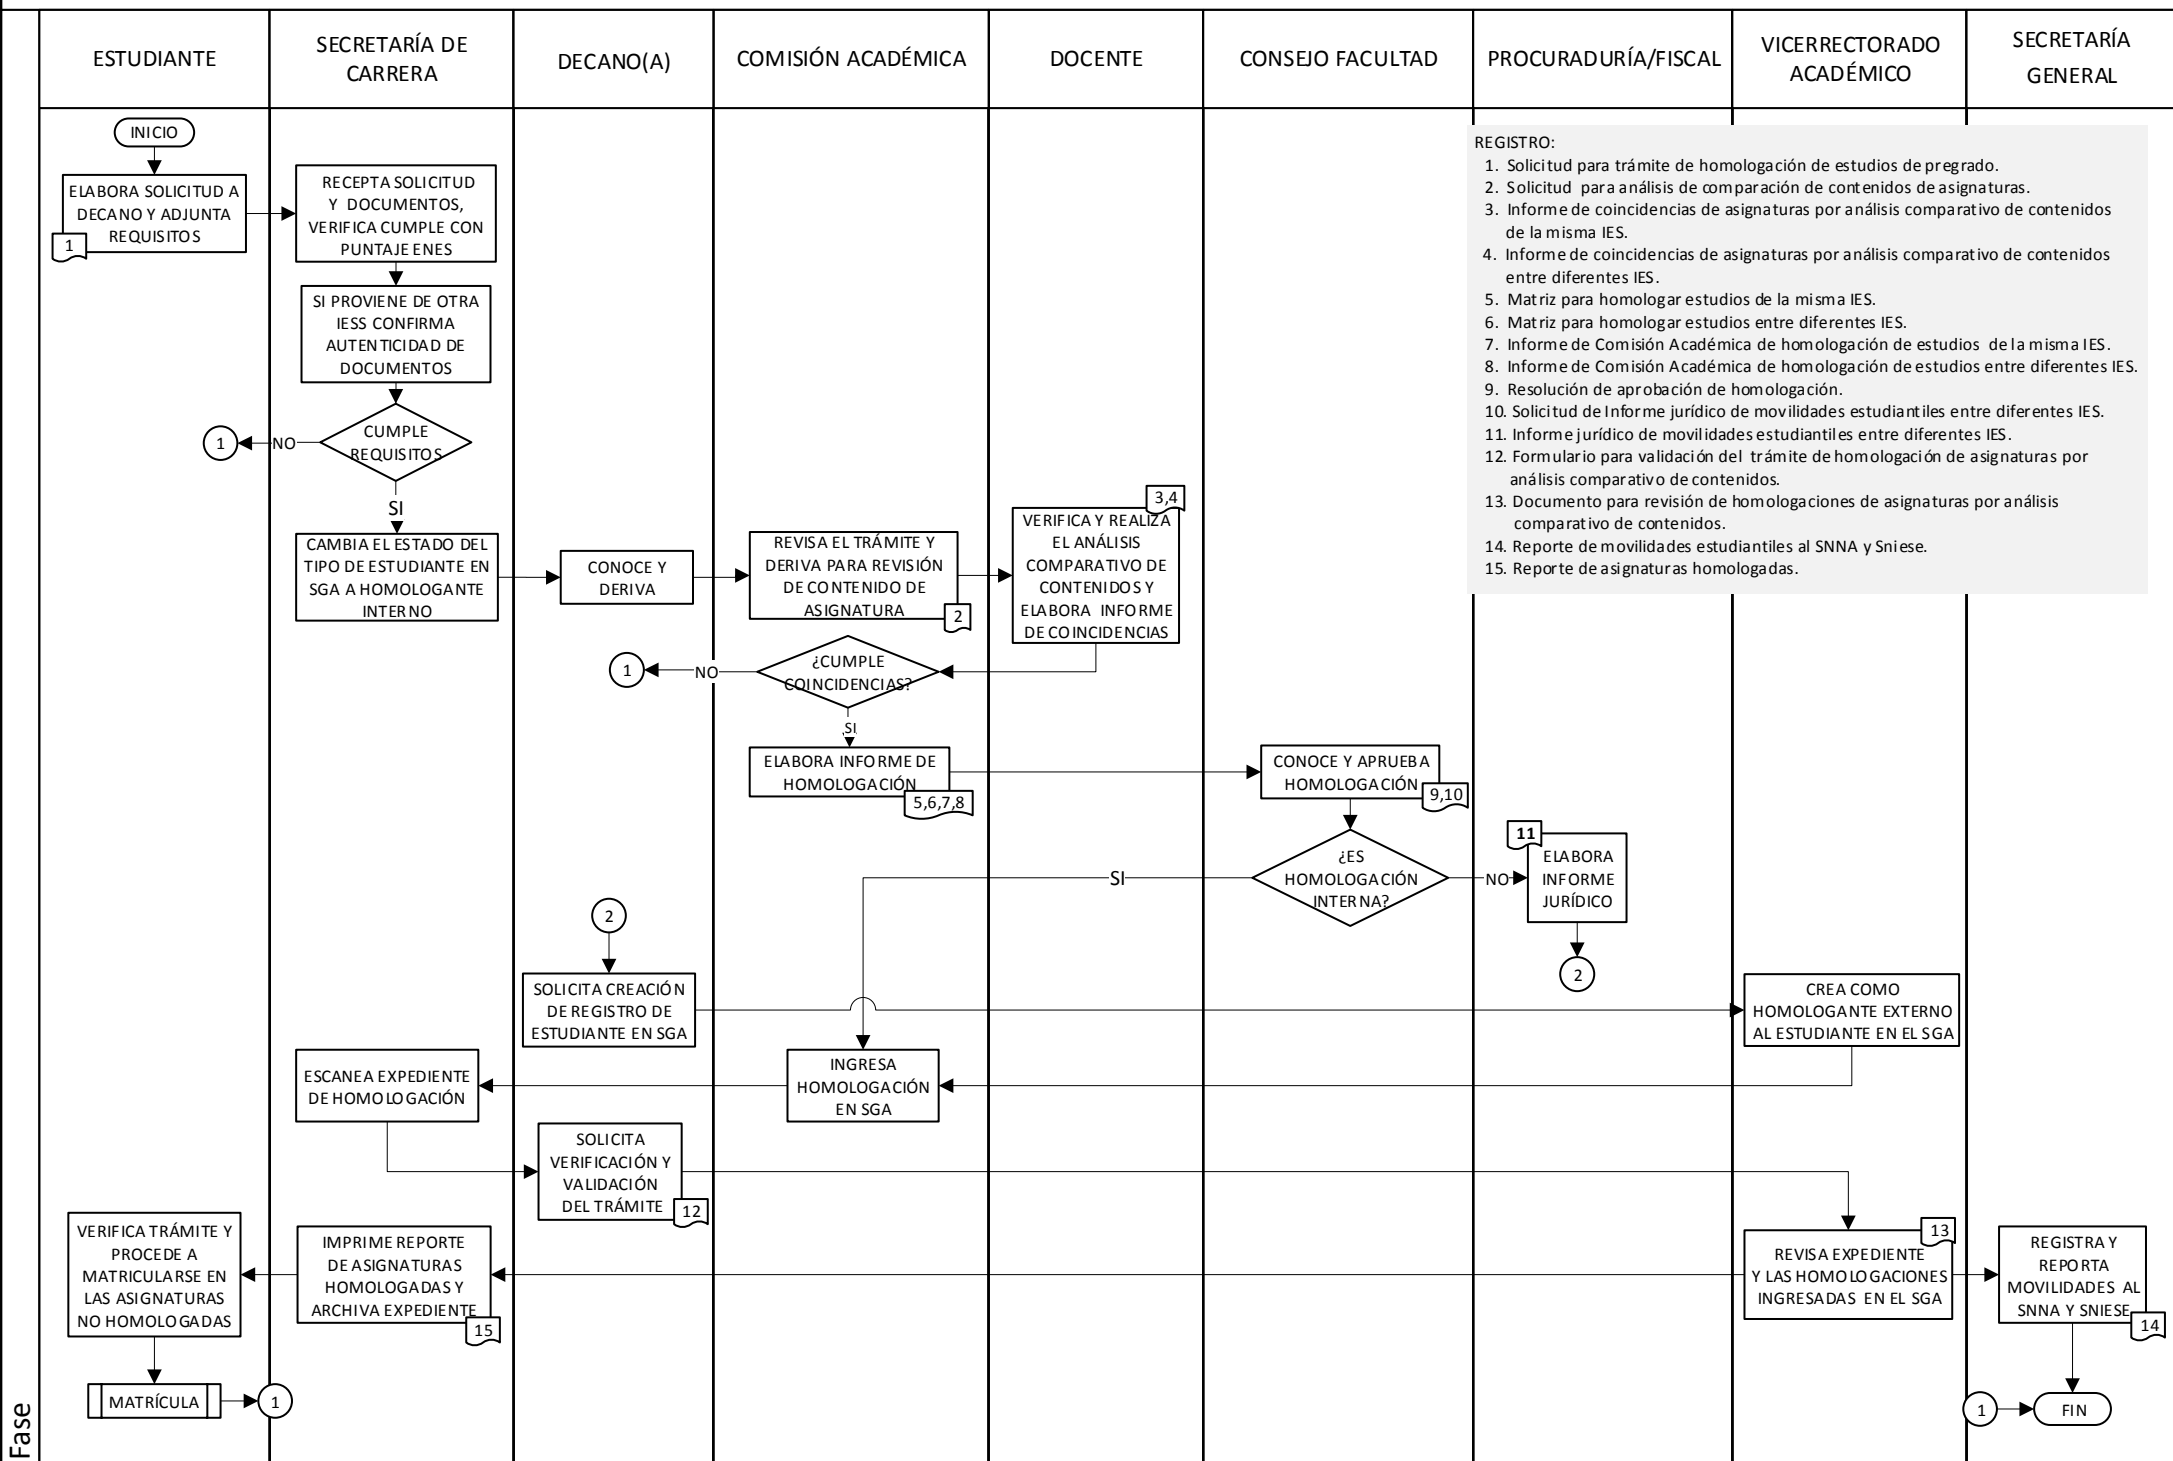 ESTUDIANTE
SECRETARÍA DE
CARRERA
DECANO(A)
COMISIÓN ACADÉMICA
DOCENTE
CONSEJO FACULTAD
PROCURADURÍA/FISCAL
VICERRECTORADO
ACADÉMICO
SECRETARÍA
GENERAL
INICIO
ELABORA SOLICITUD A
DECANO Y ADJUNTA
REQUISITOS
1
RECEPTA SOLICITUD
Y DOCUMENTOS,
VERIFICA CUMPLE CON
PUNTAJE ENES
SI PROVIENE DE OTRA
IESS CONFIRMA
AUTENTICIDAD DE
DOCUMENTOS
CUMPLE
REQUISITOS
NO
1
SI
CAMBIA EL ESTADO DEL
TIPO DE ESTUDIANTE EN
SGA A HOMOLOGANTE
INTERNO
CONOCE Y
DERIVA
REVISA EL TRÁMITE Y
DERIVA PARA REVISIÓN
DE CONTENIDO DE
ASIGNATURA
2
3,4
VERIFICA Y REALIZA
EL ANÁLISIS
COMPARATIVO DE
CONTENIDOS Y
ELABORA INFORME
DE COINCIDENCIAS
REGISTRO:
1. Solicitud para trámite de homologación de estudios de pregrado.
2. Solicitud para análisis de comparación de contenidos de asignaturas.
3. Informe de coincidencias de asignaturas por análisis comparativo de contenidos
de la misma IES.
4. Informe de coincidencias de asignaturas por análisis comparativo de contenidos
entre diferentes IES.
5. Matriz para homologar estudios de la misma IES.
6. Matriz para homologar estudios entre diferentes IES.
7. Informe de Comisión Académica de homologación de estudios de la misma IES.
8. Informe de Comisión Académica de homologación de estudios entre diferentes IES.
9. Resolución de aprobación de homologación.
10. Solicitud de Informe jurídico de movilidades estudiantiles entre diferentes IES.
11. Informe jurídico de movilidades estudiantiles entre diferentes IES.
12. Formulario para validación del trámite de homologación de asignaturas por
análisis comparativo de contenidos.
13. Documento para revisión de homologaciones de asignaturas por análisis
comparativo de contenidos.
14. Reporte de movilidades estudiantiles al SNNA y Sniese.
15. Reporte de asignaturas homologadas.
¿CUMPLE
COINCIDENCIAS?
NO
1
SI
ELABORA INFORME DE
HOMOLOGACIÓN
5,6,7,8
CONOCE Y APRUEBA
HOMOLOGACIÓN
9,10
¿ES
HOMOLOGACIÓN
INTERNA?
SI
NO
11
ELABORA
INFORME
JURÍDICO
2
2
SOLICITA CREACIÓN
DE REGISTRO DE
ESTUDIANTE EN SGA
CREA COMO
HOMOLOGANTE EXTERNO
AL ESTUDIANTE EN EL SGA
INGRESA
HOMOLOGACIÓN
EN SGA
ESCANEA EXPEDIENTE
DE HOMOLOGACIÓN
SOLICITA
VERIFICACIÓN Y
VALIDACIÓN
DEL TRÁMITE
12
13
REVISA EXPEDIENTE
Y LAS HOMOLOGACIONES
INGRESADAS EN EL SGA
REGISTRA Y
REPORTA
MOVILIDADES AL
SNNA Y SNIESE
14
IMPRIME REPORTE
DE ASIGNATURAS
HOMOLOGADAS Y
ARCHIVA EXPEDIENTE
15
VERIFICA TRÁMITE Y
PROCEDE A
MATRICULARSE EN
LAS ASIGNATURAS
NO HOMOLOGADAS
MATRÍCULA
1
1
FIN
Fase